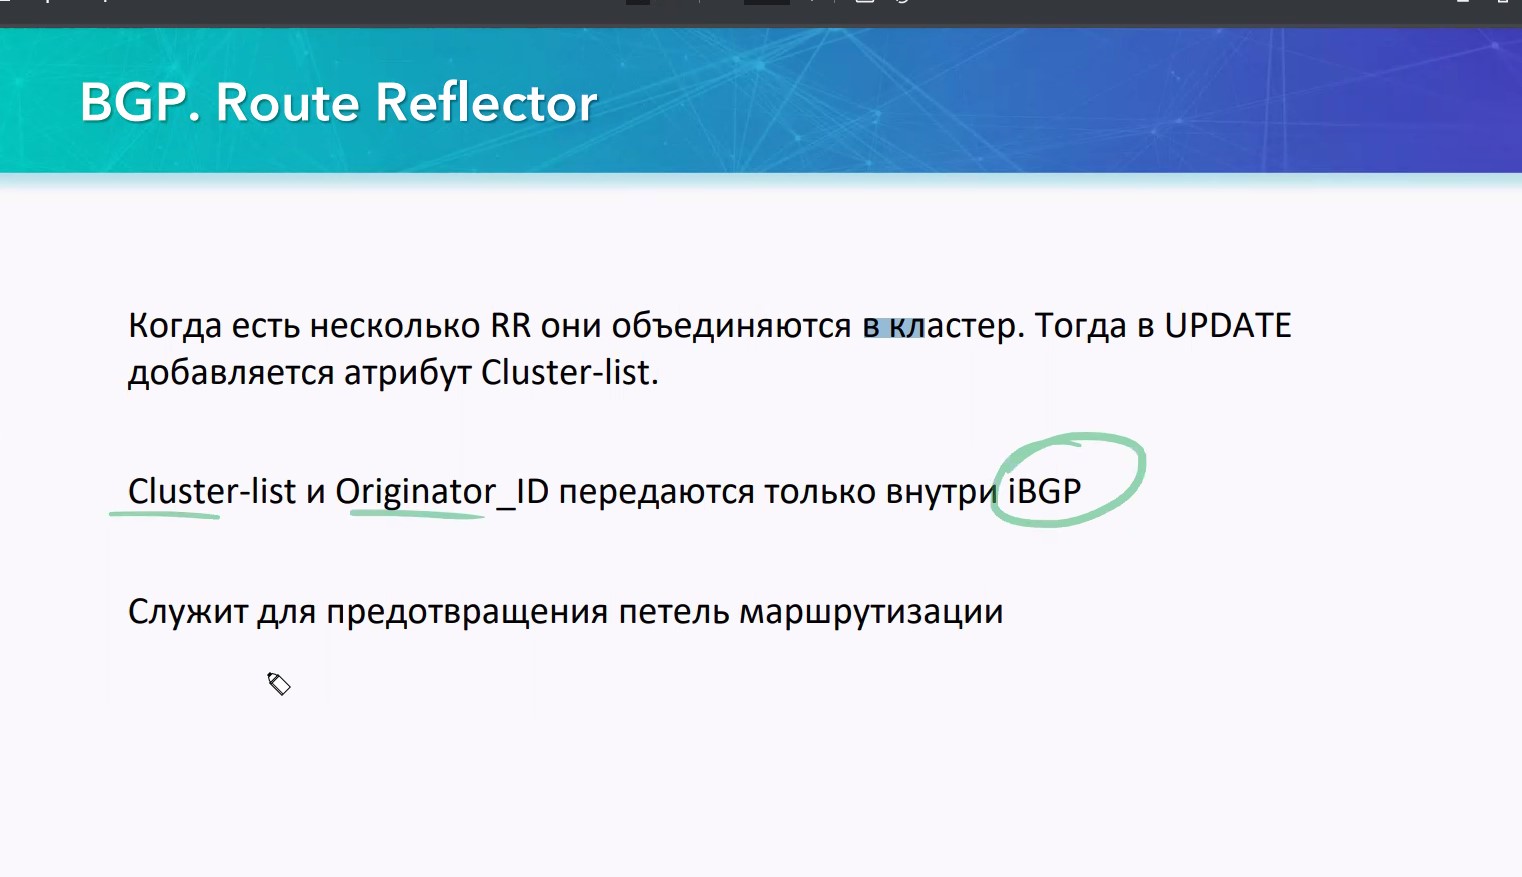 BGP. Route Reflector
Когда есть несколько RR они объединяются в кластер. Тогда в UPDATE
добавляется атрибут Cluster-list.
Cluster-list и Originator_ID передаются только внутри iBGP
Служит для предотвращения петель маршрутизации